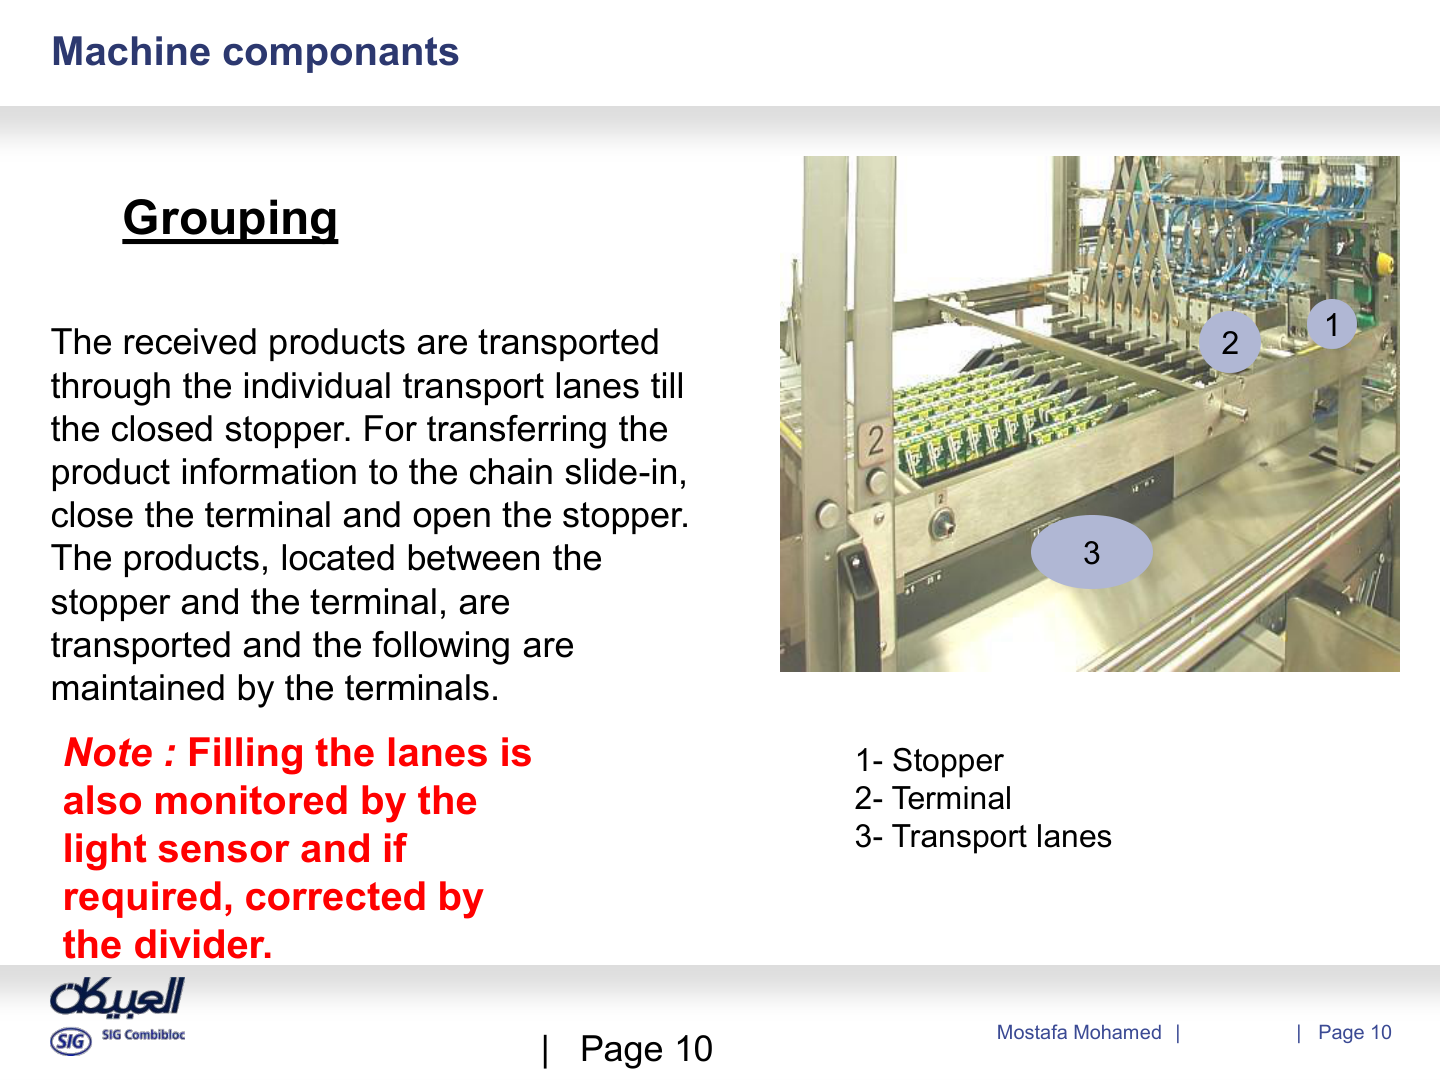 Machine componants
Grouping
The received products are transported
through the individual transport lanes till
the closed stopper. For transferring the
product information to the chain slide-in,
close the terminal and open the stopper.
The products, located between the
stopper and the terminal, are
transported and the following are
maintained by the terminals.
Note : Filling the lanes is
also monitored by the
light sensor and if
required, corrected by
the divider.
2
1
2
3
2
1- Stopper
2- Terminal
3- Transport lanes
العبيكان
SIG SIG Combibloc
| Page 10
Mostafa Mohamed | | Page 10